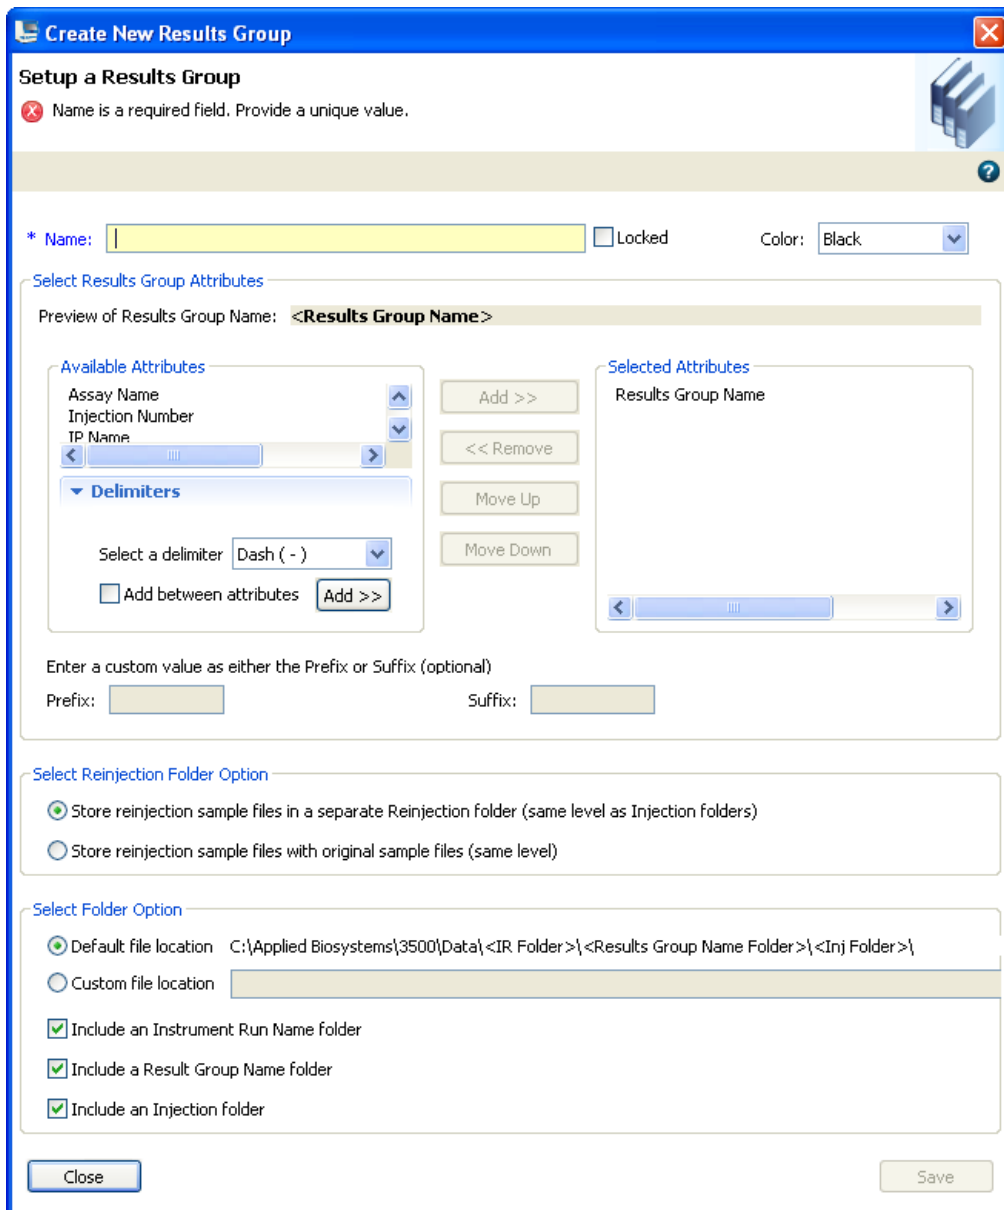 Create New Results Group
Setup a Results Group
Name is a required field. Provide a unique value.
?
* Name: Locked Color: Black
Select Results Group Attributes
Preview of Results Group Name: <Results Group Name>
Available Attributes
Assay Name
Injection Number
IP Name
Delimiters
Select a delimiter Dash ( - )
Add between attributes Add >>
Add >>
<< Remove
Move Up
Move Down
Selected Attributes
Results Group Name
Enter a custom value as either the Prefix or Suffix (optional)
Prefix: Suffix:
Select Reinjection Folder Option
Store reinjection sample files in a separate Reinjection folder (same level as Injection folders)
Store reinjection sample files with original sample files (same level)
Select Folder Option
Default file location C:\Applied Biosystems\3500\Data\<IR Folder>\<Results Group Name Folder>\<Inj Folder>\
Custom file location
Include an Instrument Run Name folder
Include a Result Group Name folder
Include an Injection folder
Close Save